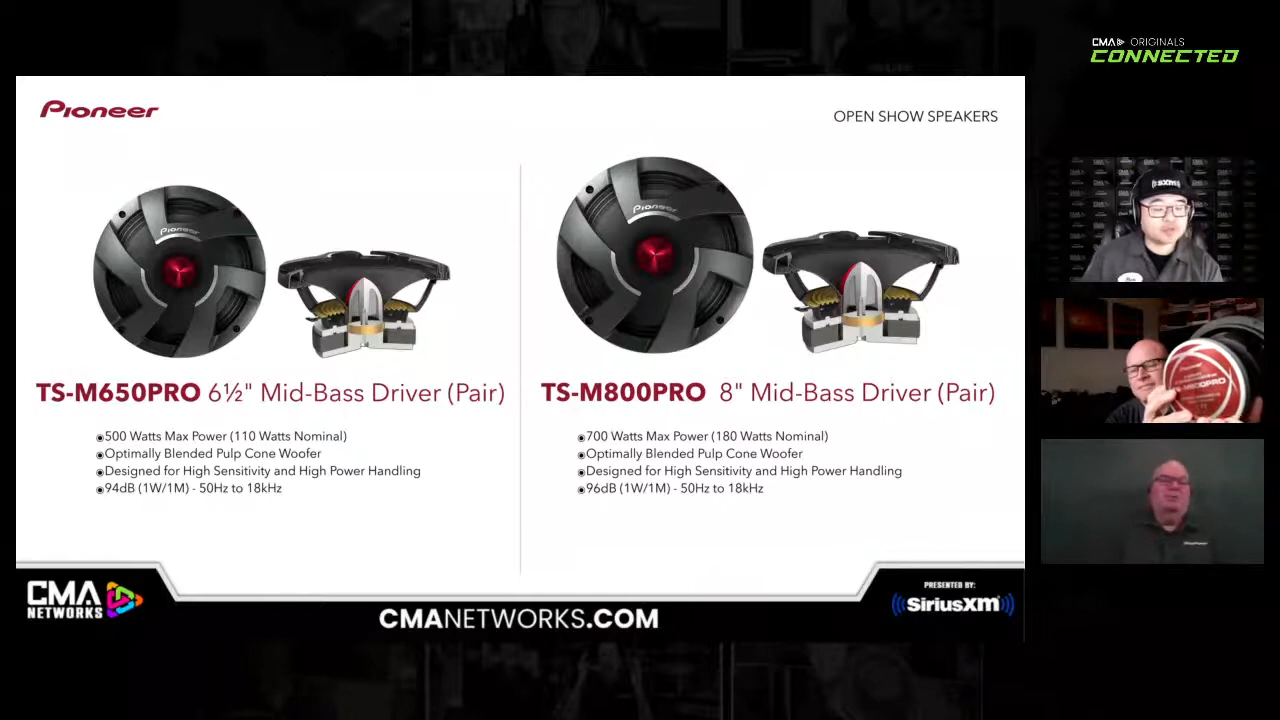 CMA ORIGINALS
CONNECTED
Pioneer
OPEN SHOW SPEAKERS
Pioneer
Pioneer
TS-M650PRO 6½" Mid-Bass Driver (Pair)
500 Watts Max Power (110 Watts Nominal)
Optimally Blended Pulp Cone Woofer
Designed for High Sensitivity and High Power Handling
94dB (1W/1M) - 50Hz to 18kHz
TS-M800PRO 8" Mid-Bass Driver (Pair)
700 Watts Max Power (180 Watts Nominal)
Optimally Blended Pulp Cone Woofer
Designed for High Sensitivity and High Power Handling
96dB (1W/1M) - 50Hz to 18kHz
SXM
CMA
NETWORKS
CMANETWORKS.COM
PRESENTED BY:
SiriusXM